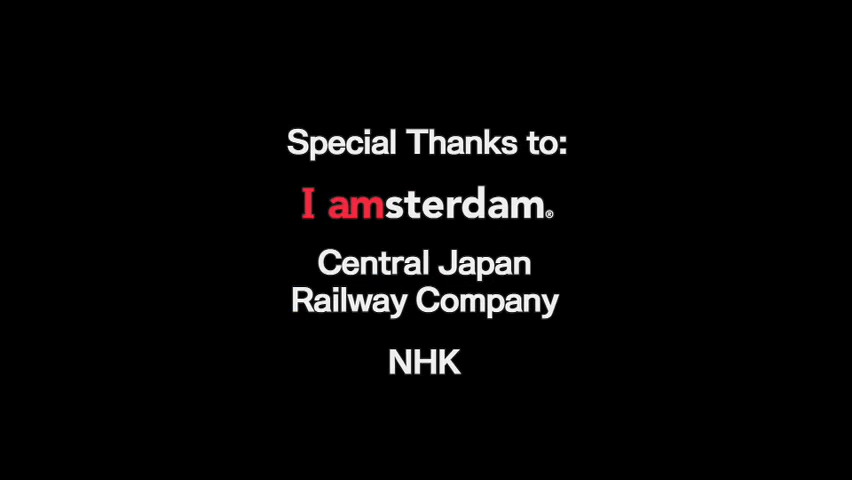 Special Thanks to:
I amsterdam®
Central Japan
Railway Company
NHK